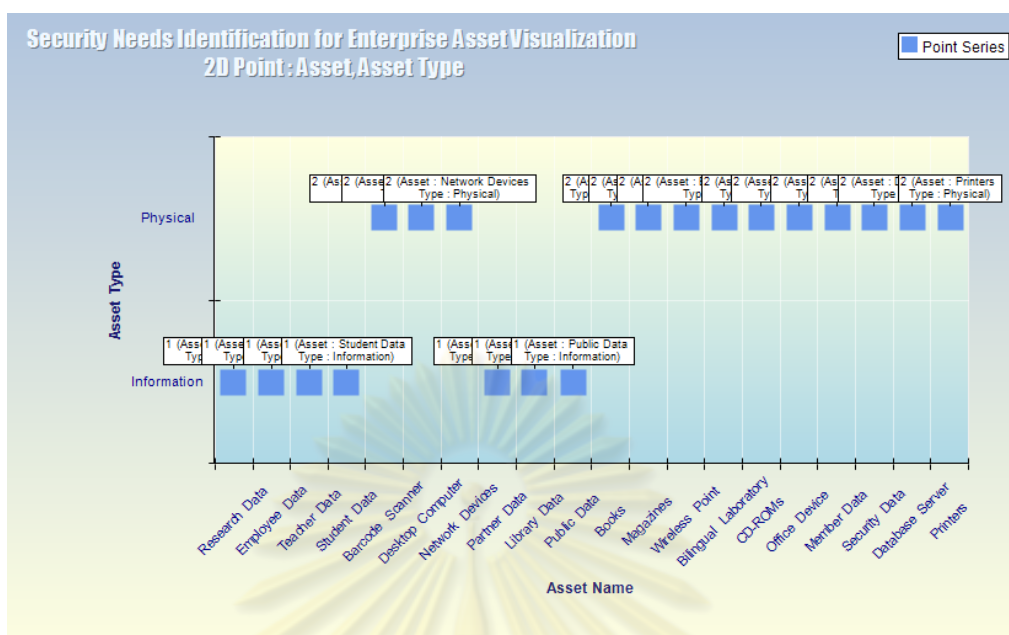 Security Needs Identification for Enterprise Asset Visualization
2D Point : Asset,Asset Type
Point Series
2 (Asset : Network Devices
Type : Physical)
2 (Asset : Printers
Type : Physical)
Physical
Asset Type
1 (Asset : Student Data
Type : Information)
1 (Asset : Public Data
Type : Information)
Information
Research Data
Employee Data
Teacher Data
Student Data
Barcode Scanner
Desktop Computer
Network Devices
Partner Data
Library Data
Public Data
Books
Magazines
Wireless Point
Bilingual Laboratory
CD-ROMs
Office Device
Member Data
Security Data
Database Server
Printers
Asset Name